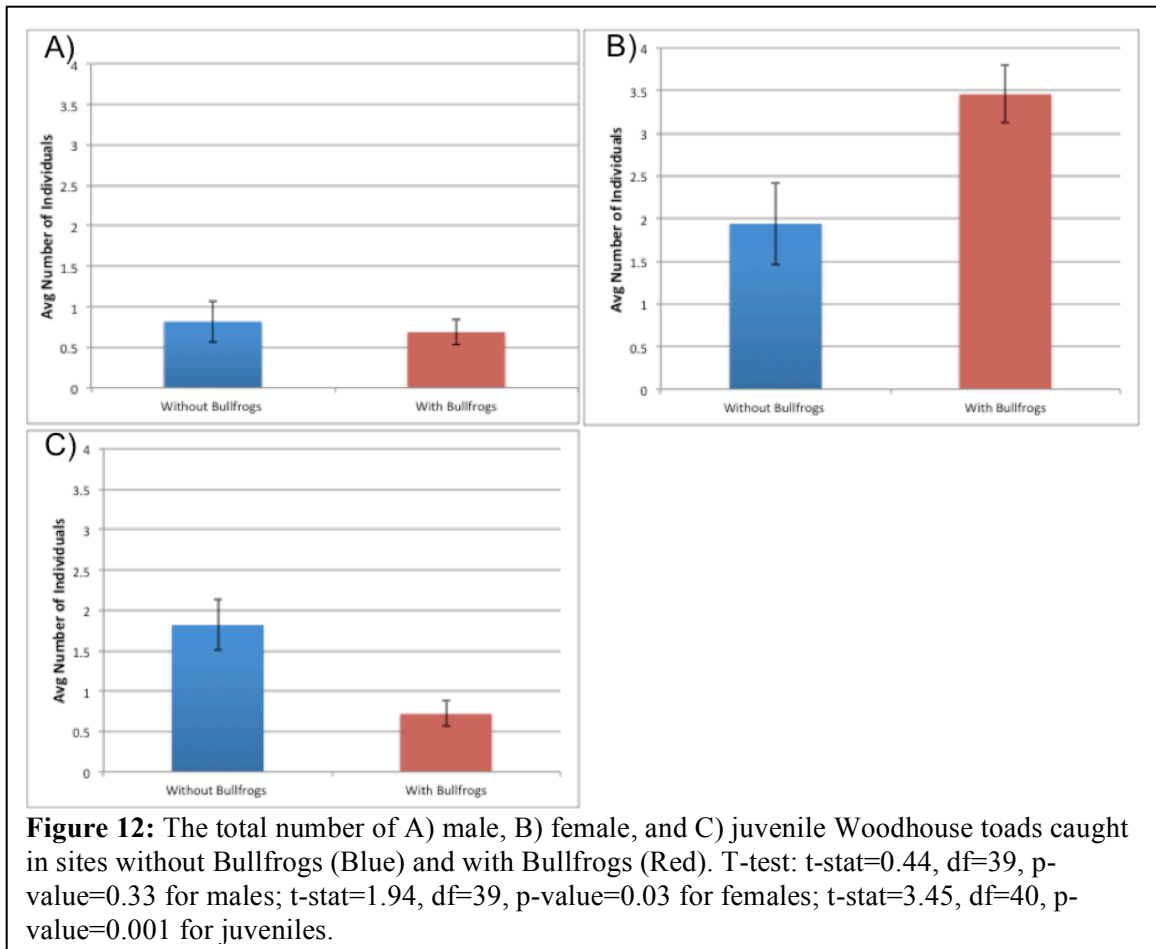 A)
4
3.5
3
2.5
2
1.5
1
0.5
0
Avg Number of Individuals
Without Bullfrogs
With Bullfrogs
B)
4
3.5
3
2.5
2
1.5
1
0.5
0
Avg Number of Individuals
Without Bullfrogs
With Bullfrogs
C)
4
3.5
3
2.5
2
1.5
1
0.5
0
Avg Number of Individuals
Without Bullfrogs
With Bullfrogs
Figure 12: The total number of A) male, B) female, and C) juvenile Woodhouse toads caught
in sites without Bullfrogs (Blue) and with Bullfrogs (Red). T-test: t-stat=0.44, df=39, p-
value=0.33 for males; t-stat=1.94, df=39, p-value=0.03 for females; t-stat=3.45, df=40, p-
value=0.001 for juveniles.